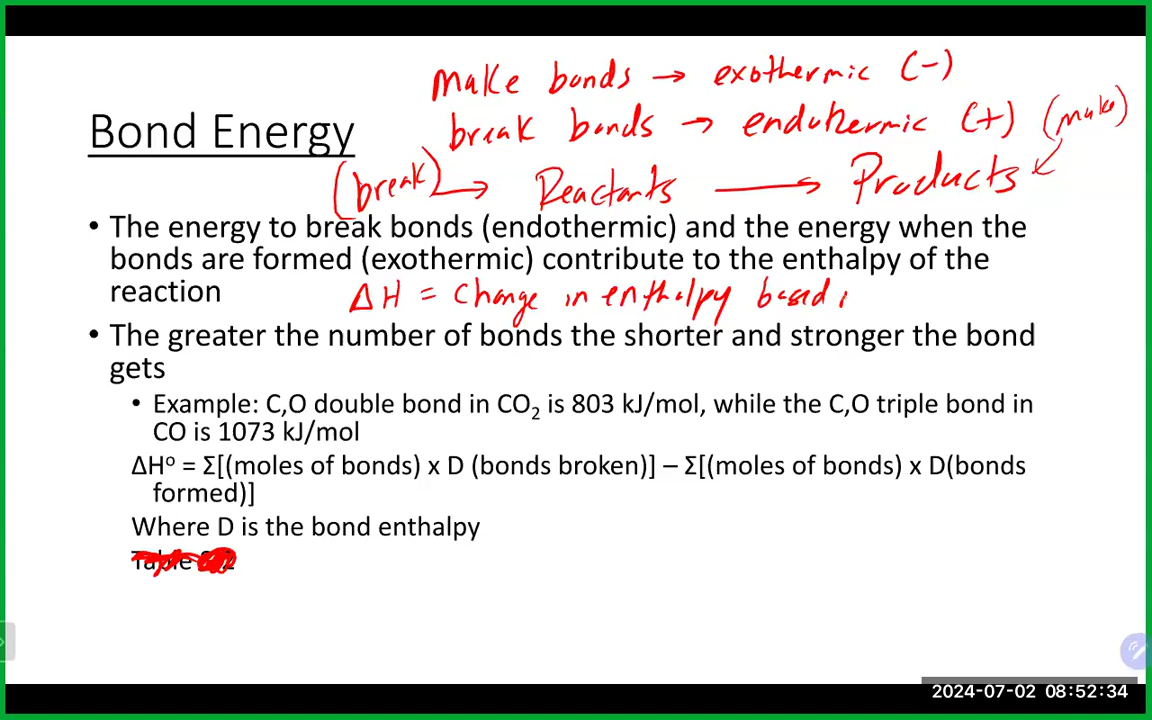 make bonds → exothermic (-)
Bond Energy
break bonds → endothermic (+) (make)
(break) → Reactants → Products
• The energy to break bonds (endothermic) and the energy when the
bonds are formed (exothermic) contribute to the enthalpy of the
reaction
ΔH = change in enthalpy based
• The greater the number of bonds the shorter and stronger the bond
gets
• Example: C,O double bond in CO₂ is 803 kJ/mol, while the C,O triple bond in
CO is 1073 kJ/mol
ΔHᵒ = Σ[(moles of bonds) x D (bonds broken)] – Σ[(moles of bonds) x D(bonds
formed)]
Where D is the bond enthalpy
Table
2024-07-02 08:52:34